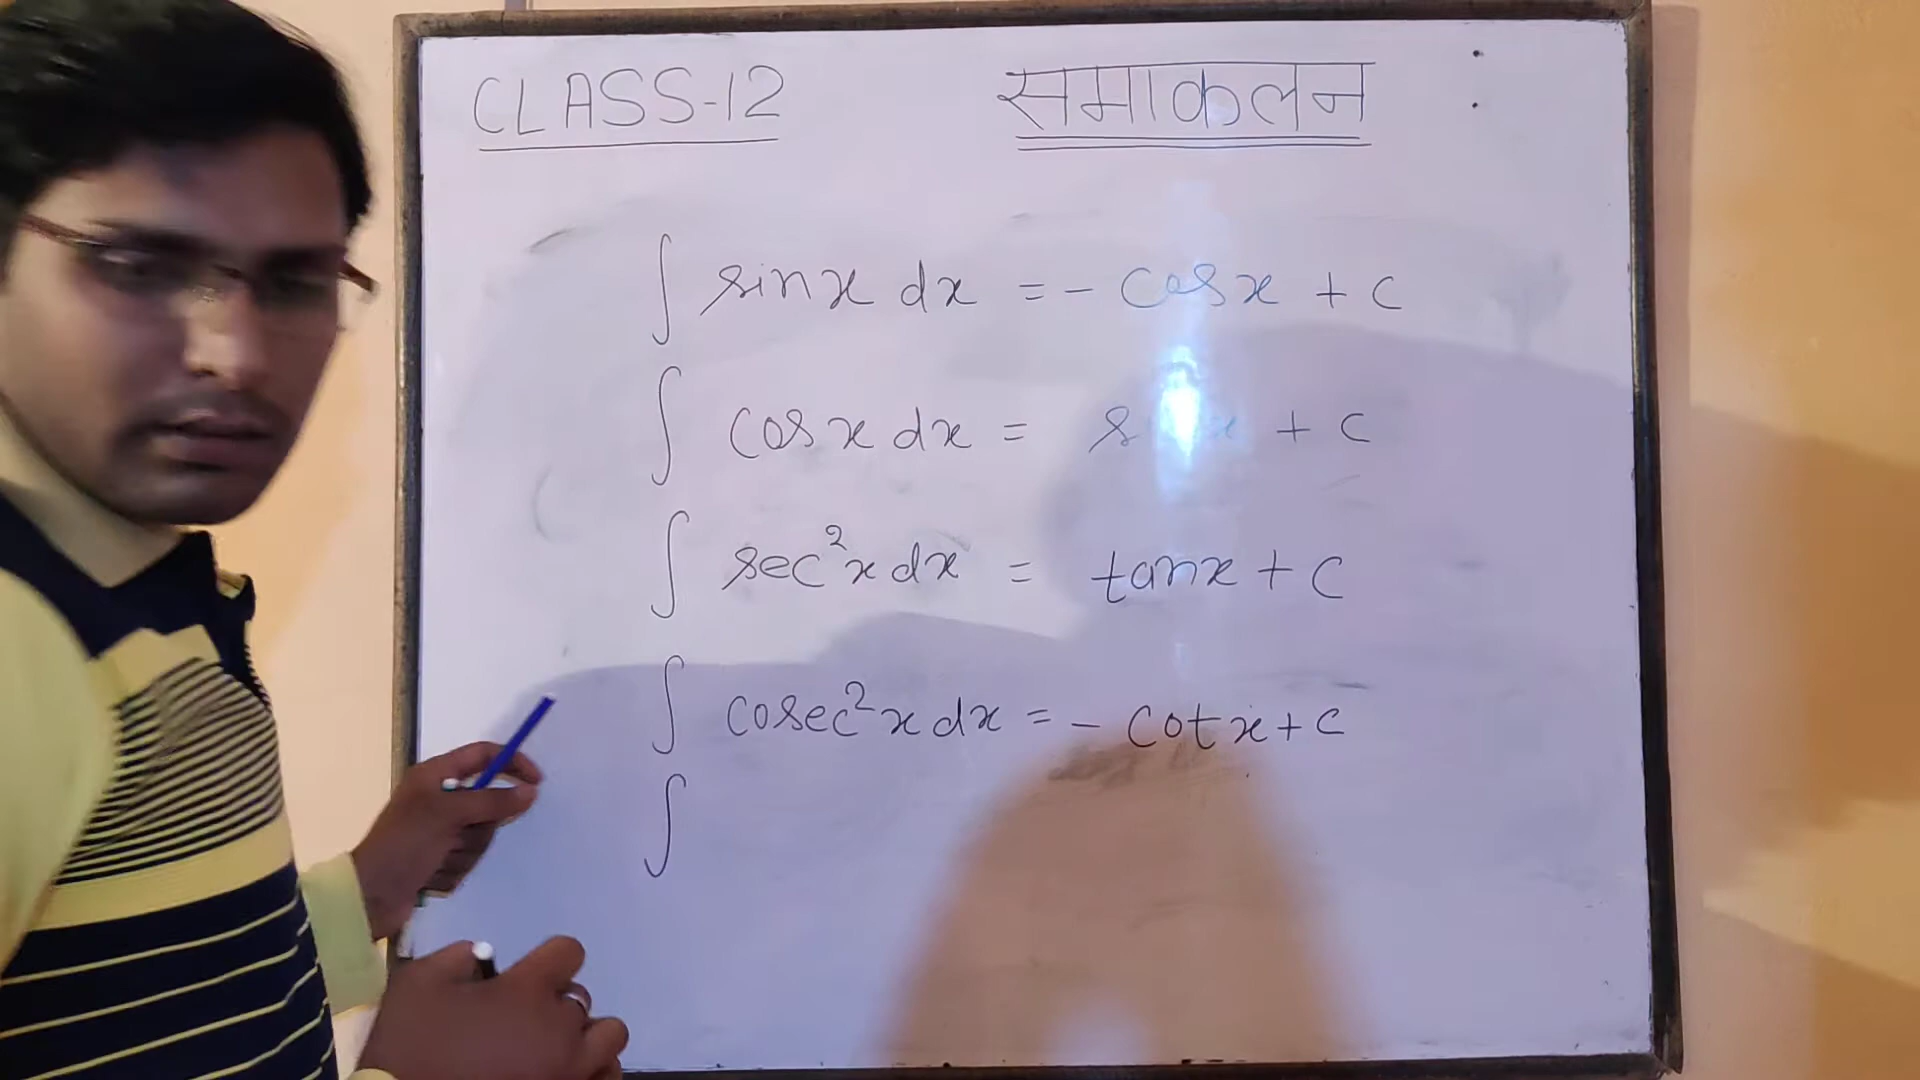 CLASS-12 समाकलन :
∫ sinx dx = - cosx + c
∫ cosx dx = + c
∫ sec²x dx = tanx + c
∫ cosec²x dx = - cotx + c
∫